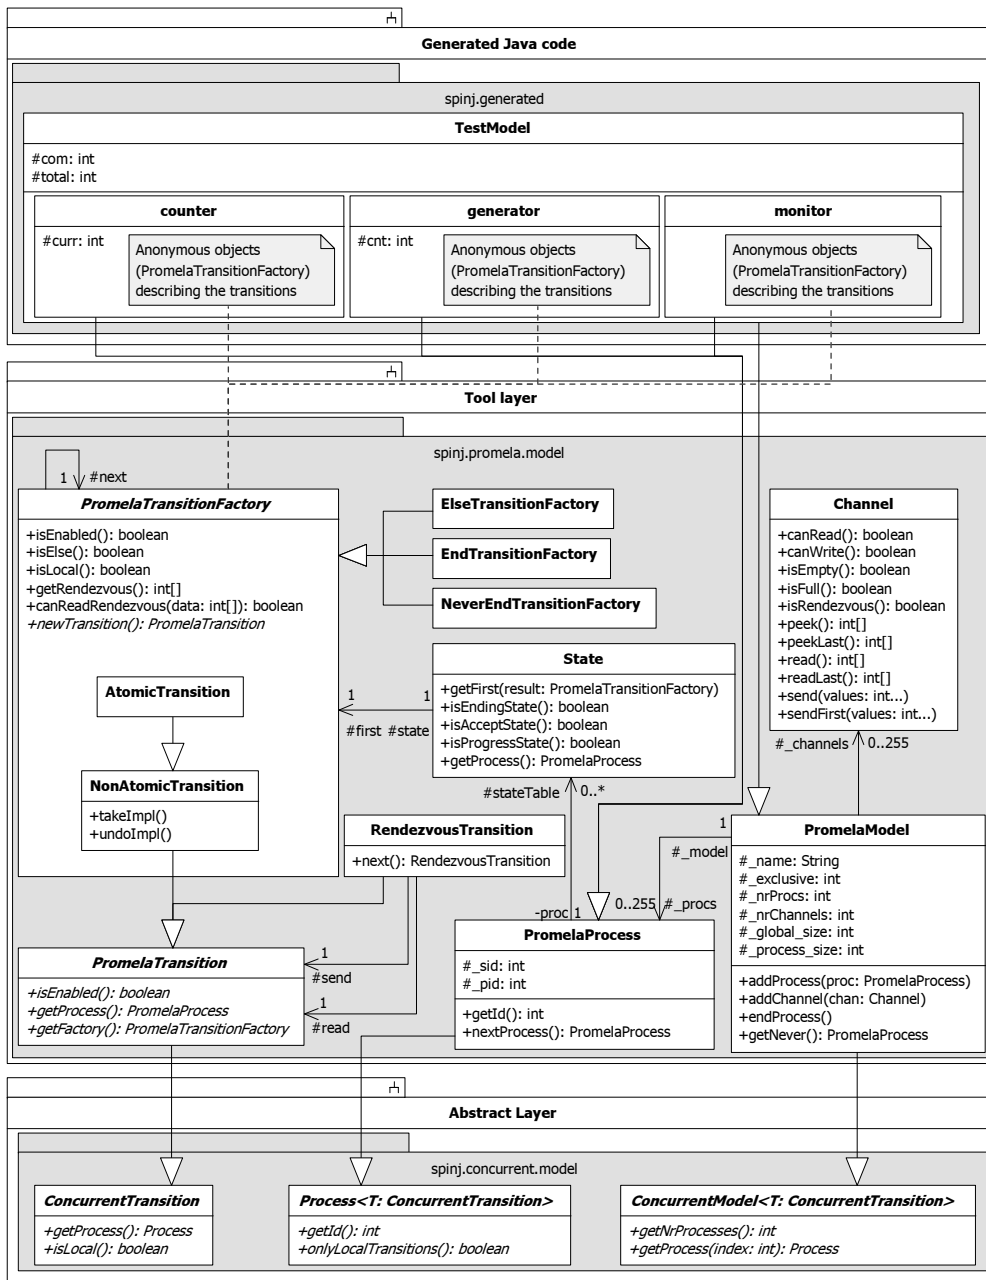 Generated Java code
spinj.generated
TestModel
#com: int
#total: int
counter
#curr: int
Anonymous objects
(PromelaTransitionFactory)
describing the transitions
generator
#cnt: int
Anonymous objects
(PromelaTransitionFactory)
describing the transitions
monitor
Anonymous objects
(PromelaTransitionFactory)
describing the transitions
Tool layer
spinj.promela.model
1
#next
PromelaTransitionFactory
+isEnabled(): boolean
+isElse(): boolean
+isLocal(): boolean
+getRendezvous(): int[]
+canReadRendezvous(data: int[]): boolean
+newTransition(): PromelaTransition
ElseTransitionFactory
EndTransitionFactory
NeverEndTransitionFactory
Channel
+canRead(): boolean
+canWrite(): boolean
+isEmpty(): boolean
+isFull(): boolean
+isRendezvous(): boolean
+peek(): int[]
+peekLast(): int[]
+read(): int[]
+readLast(): int[]
+send(values: int...)
+sendFirst(values: int...)
#_channels
0..255
State
+getFirst(result: PromelaTransitionFactory)
+isEndingState(): boolean
+isAcceptState(): boolean
+isProgressState(): boolean
+getProcess(): PromelaProcess
1
1
#first
#state
#stateTable
0..*
AtomicTransition
NonAtomicTransition
+takeImpl()
+undoImpl()
RendezvousTransition
+next(): RendezvousTransition
1
#_model
0..255
#_procs
-proc
1
PromelaModel
#_name: String
#_exclusive: int
#_nrProcs: int
#_nrChannels: int
#_global_size: int
#_process_size: int
+addProcess(proc: PromelaProcess)
+addChannel(chan: Channel)
+endProcess()
+getNever(): PromelaProcess
PromelaProcess
#_sid: int
#_pid: int
+getId(): int
+nextProcess(): PromelaProcess
PromelaTransition
+isEnabled(): boolean
+getProcess(): PromelaProcess
+getFactory(): PromelaTransitionFactory
1
#send
1
#read
Abstract Layer
spinj.concurrent.model
ConcurrentTransition
+getProcess(): Process
+isLocal(): boolean
Process<T: ConcurrentTransition>
+getId(): int
+onlyLocalTransitions(): boolean
ConcurrentModel<T: ConcurrentTransition>
+getNrProcesses(): int
+getProcess(index: int): Process